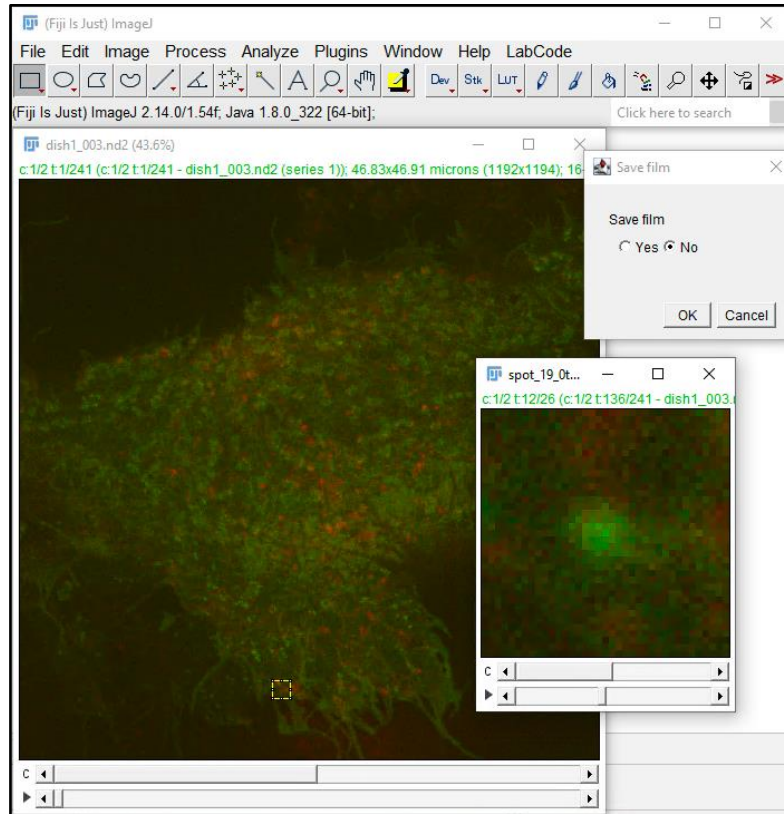 (Fiji Is Just) ImageJ
File Edit Image Process Analyze Plugins Window Help LabCode
A Dev Stk LUT
(Fiji Is Just) ImageJ 2.14.0/1.54f; Java 1.8.0_322 [64-bit];
Click here to search
dish1_003.nd2 (43.6%)
c:1/2 t:1/241 (c:1/2 t:1/241 - dish1_003.nd2 (series 1)); 46.83x46.91 microns (1192x1194); 16-
Save film
Save film
Yes No
OK Cancel
spot_19_0t...
c:1/2 t:12/26 (c:1/2 t:136/241 - dish1_003.
c
c